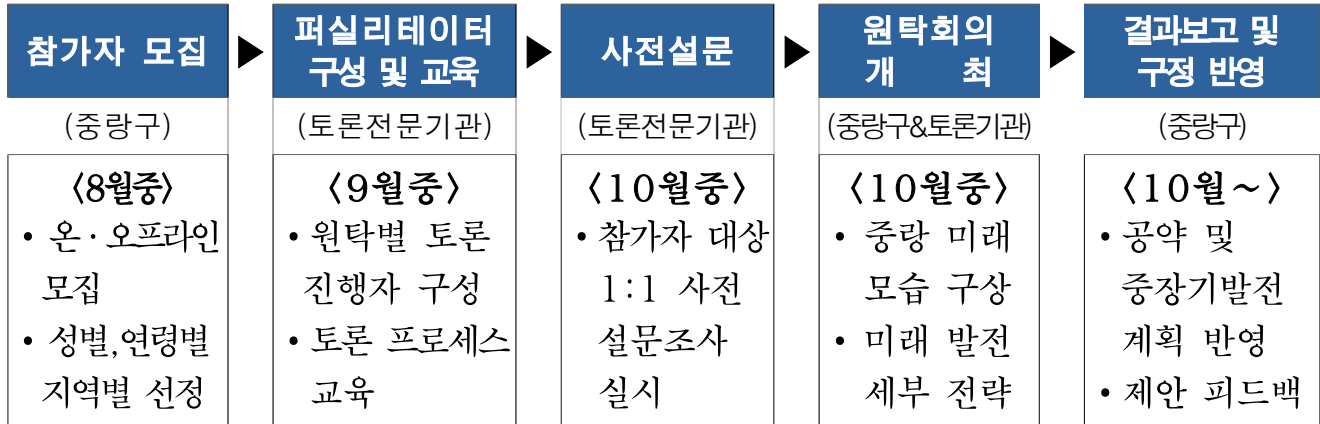 참가자 모집
▶
퍼실리테이터
구성 및 교육
▶
사전설문
▶
원탁회의
개 최
▶
결과보고 및
구정 반영
(중랑구)
(토론전문기관)
(토론전문기관)
(중랑구&토론기관)
(중랑구)
〈8월중〉
• 온·오프라인
모집
• 성별,연령별
지역별 선정
〈9월중〉
• 원탁별 토론
진행자 구성
• 토론 프로세스
교육
〈10월중〉
• 참가자 대상
1:1 사전
설문조사
실시
〈10월중〉
• 중랑 미래
모습 구상
• 미래 발전
세부 전략
〈10월~〉
• 공약 및
중장기발전
계획 반영
• 제안 피드백